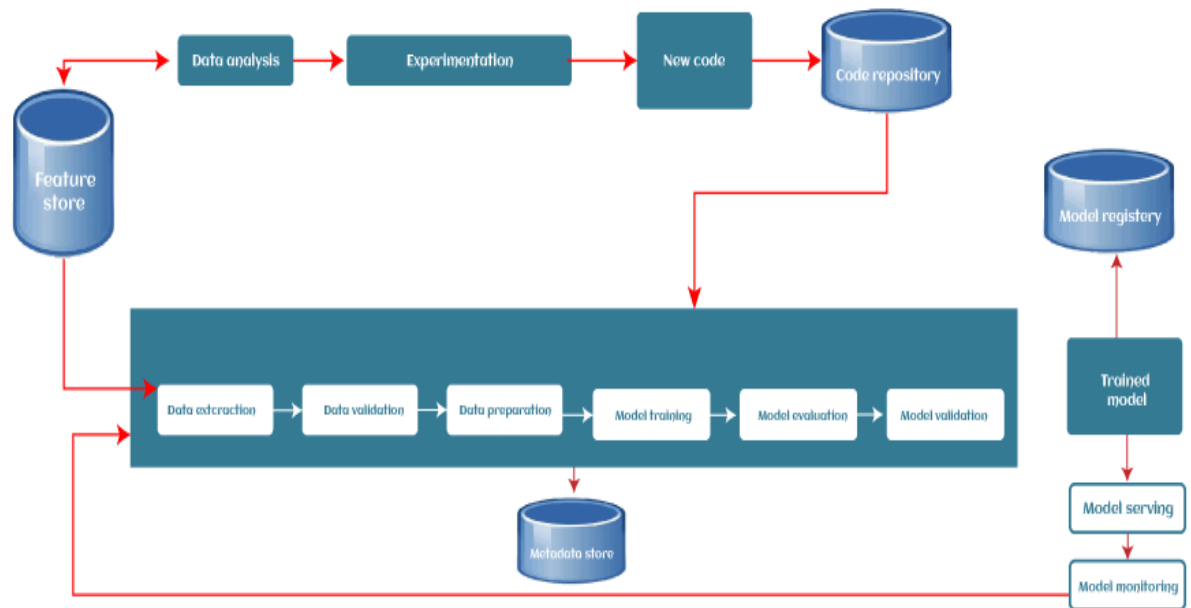 Data analysis
Experimentation
New code
Code repository
Feature
store
Model registery
Data extcraction
Data validation
Data preparation
Model training
Model evaluation
Model validation
Trained
model
Metadata store
Model serving
Model monitoring